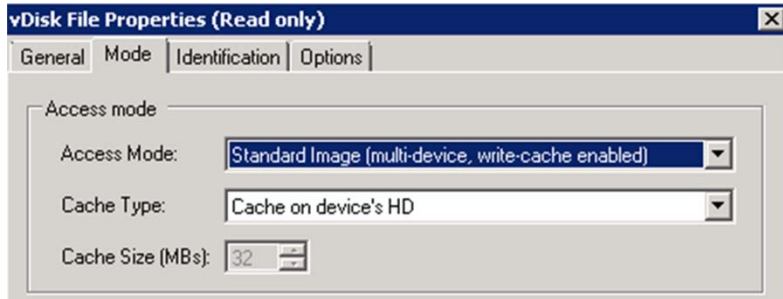 vDisk File Properties (Read only)
General Mode Identification Options
Access mode
Access Mode: Standard Image (multi-device, write-cache enabled)
Cache Type: Cache on device's HD
Cache Size (MBs): 32